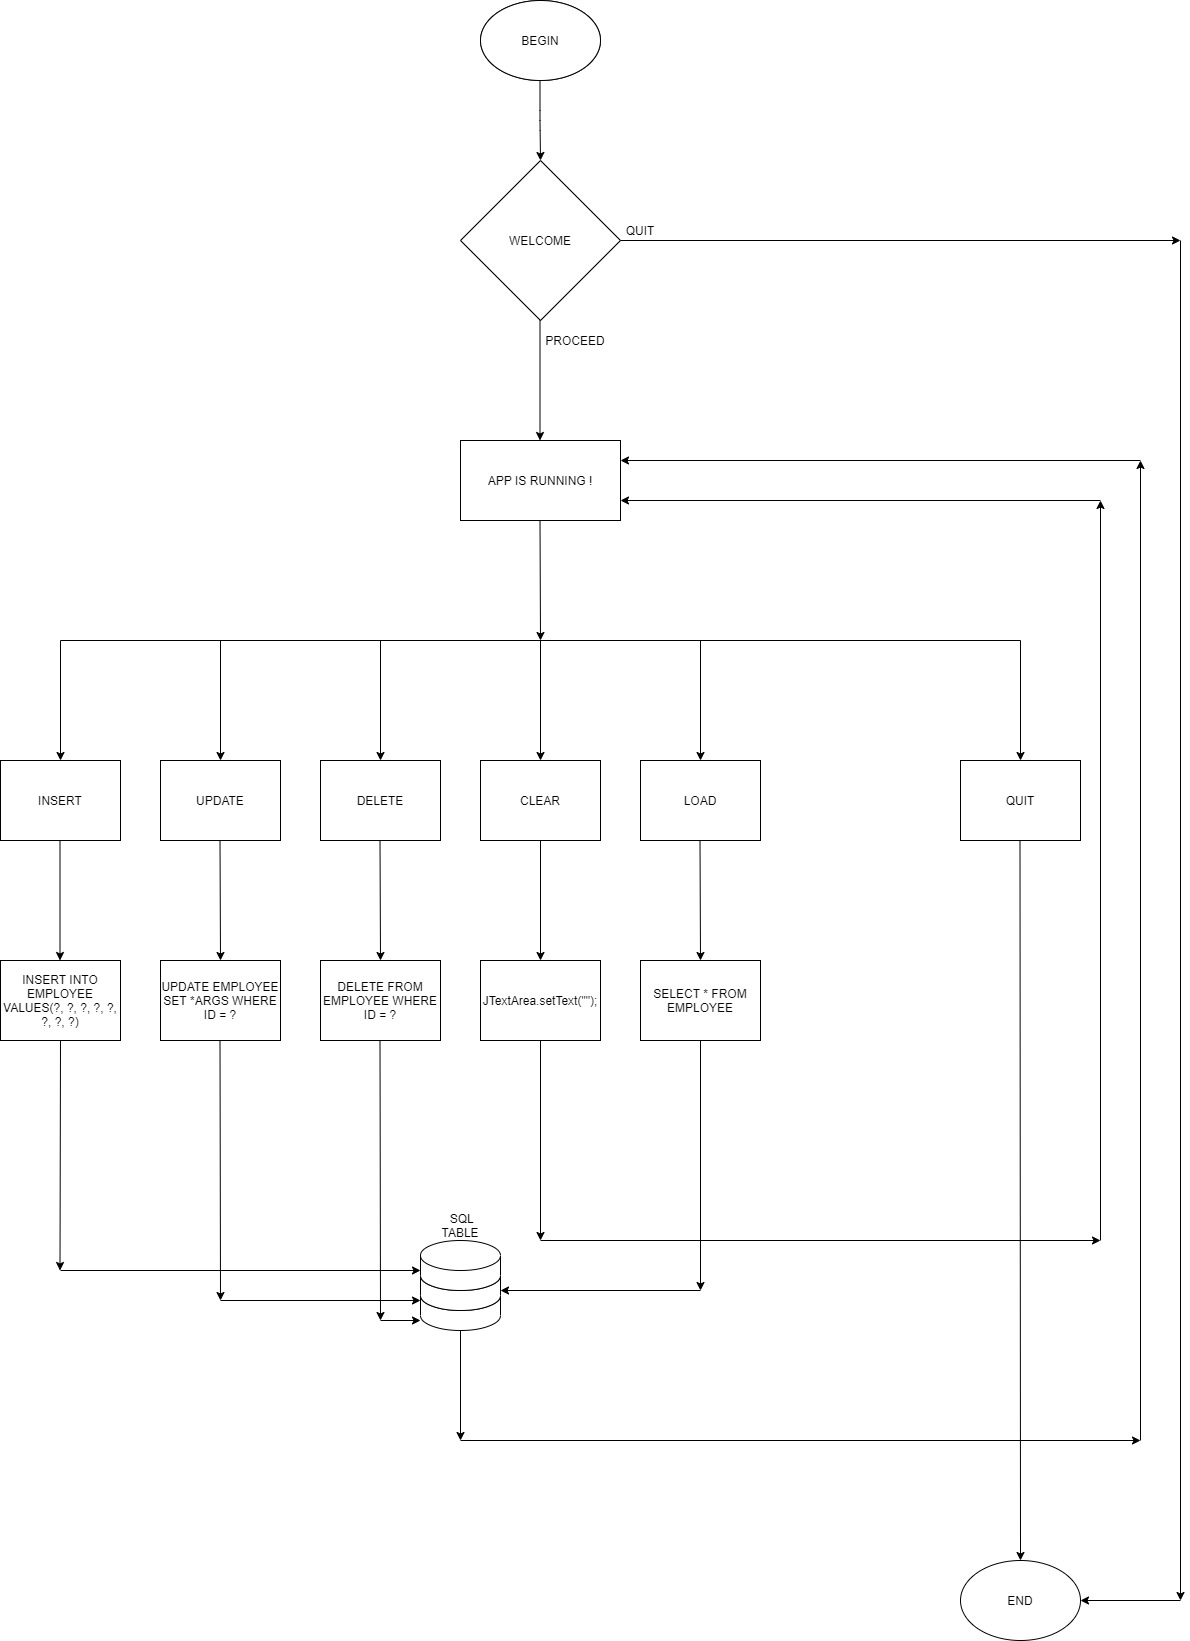 BEGIN
WELCOME
QUIT
PROCEED
APP IS RUNNING !
INSERT
UPDATE
DELETE
CLEAR
LOAD
QUIT
INSERT INTO
EMPLOYEE
VALUES(?, ?, ?, ?, ?,
?, ?, ?)
UPDATE EMPLOYEE
SET *ARGS WHERE
ID = ?
DELETE FROM
EMPLOYEE WHERE
ID = ?
JTextArea.setText("");
SELECT * FROM
EMPLOYEE
SQL
TABLE
END